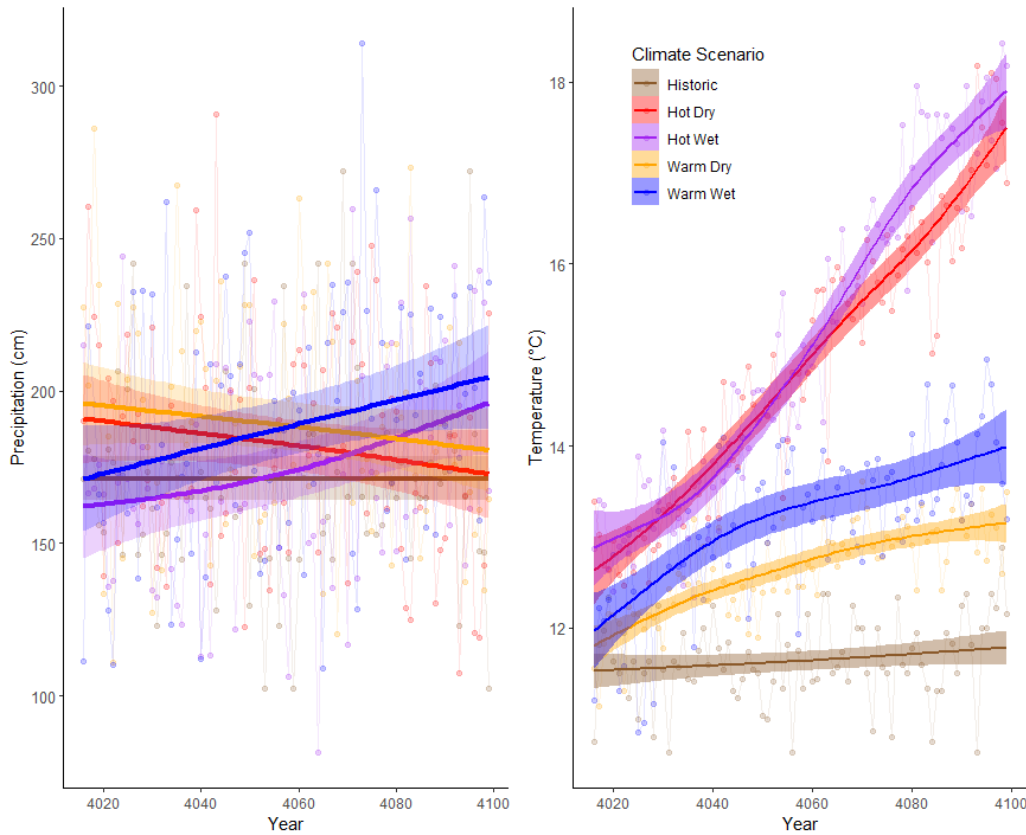 Precipitation (cm)
300
250
200
150
100
4020
4040
4060
4080
4100
Year
Temperature (°C)
18
16
14
12
4020
4040
4060
4080
4100
Year
Climate Scenario
Historic
Hot Dry
Hot Wet
Warm Dry
Warm Wet